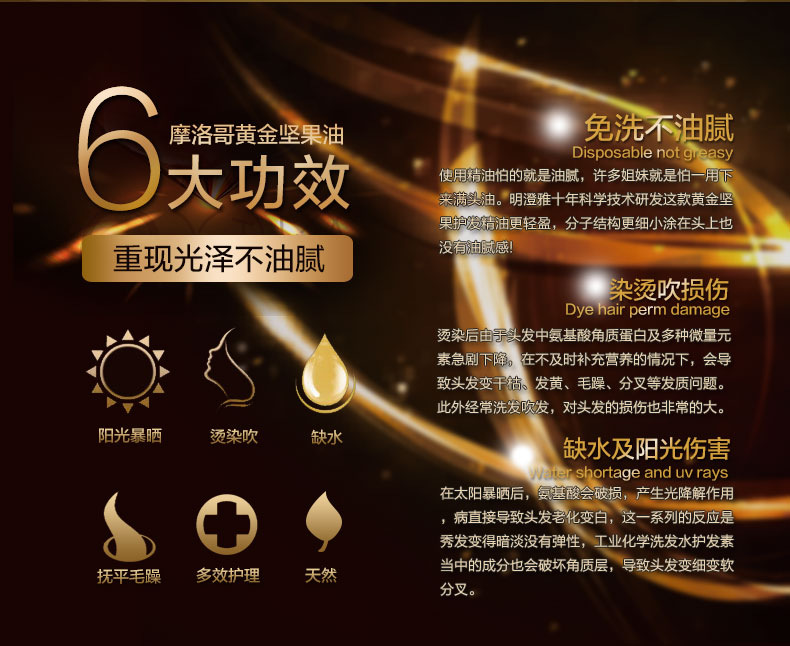 6
摩洛哥黄金坚果油
大功效
重现光泽不油腻
阳光暴晒
烫染吹
缺水
抚平毛躁
多效护理
天然
免洗不油腻
Disposable not greasy
使用精油怕的就是油腻，许多姐妹就是怕一用下
来满头油。明澄雅十年科学技术研发这款黄金坚
果护发精油更轻盈，分子结构更细小涂在头上也
没有油腻感!
染烫吹损伤
Dye hair perm damage
烫染后由于头发中氨基酸角质蛋白及多种微量元
素急剧下降，在不及时补充营养的情况下，会导
致头发变干枯、发黄、毛躁、分叉等发质问题。
此外经常洗发吹发，对头发的损伤也非常的大。
缺水及阳光伤害
Water shortage and uv rays
在太阳暴晒后，氨基酸会破损，产生光降解作用
，病直接导致头发老化变白，这一系列的反应是
秀发变得暗淡没有弹性，工业化学洗发水护发素
当中的成分也会破坏角质层，导致头发变细变软
分叉。